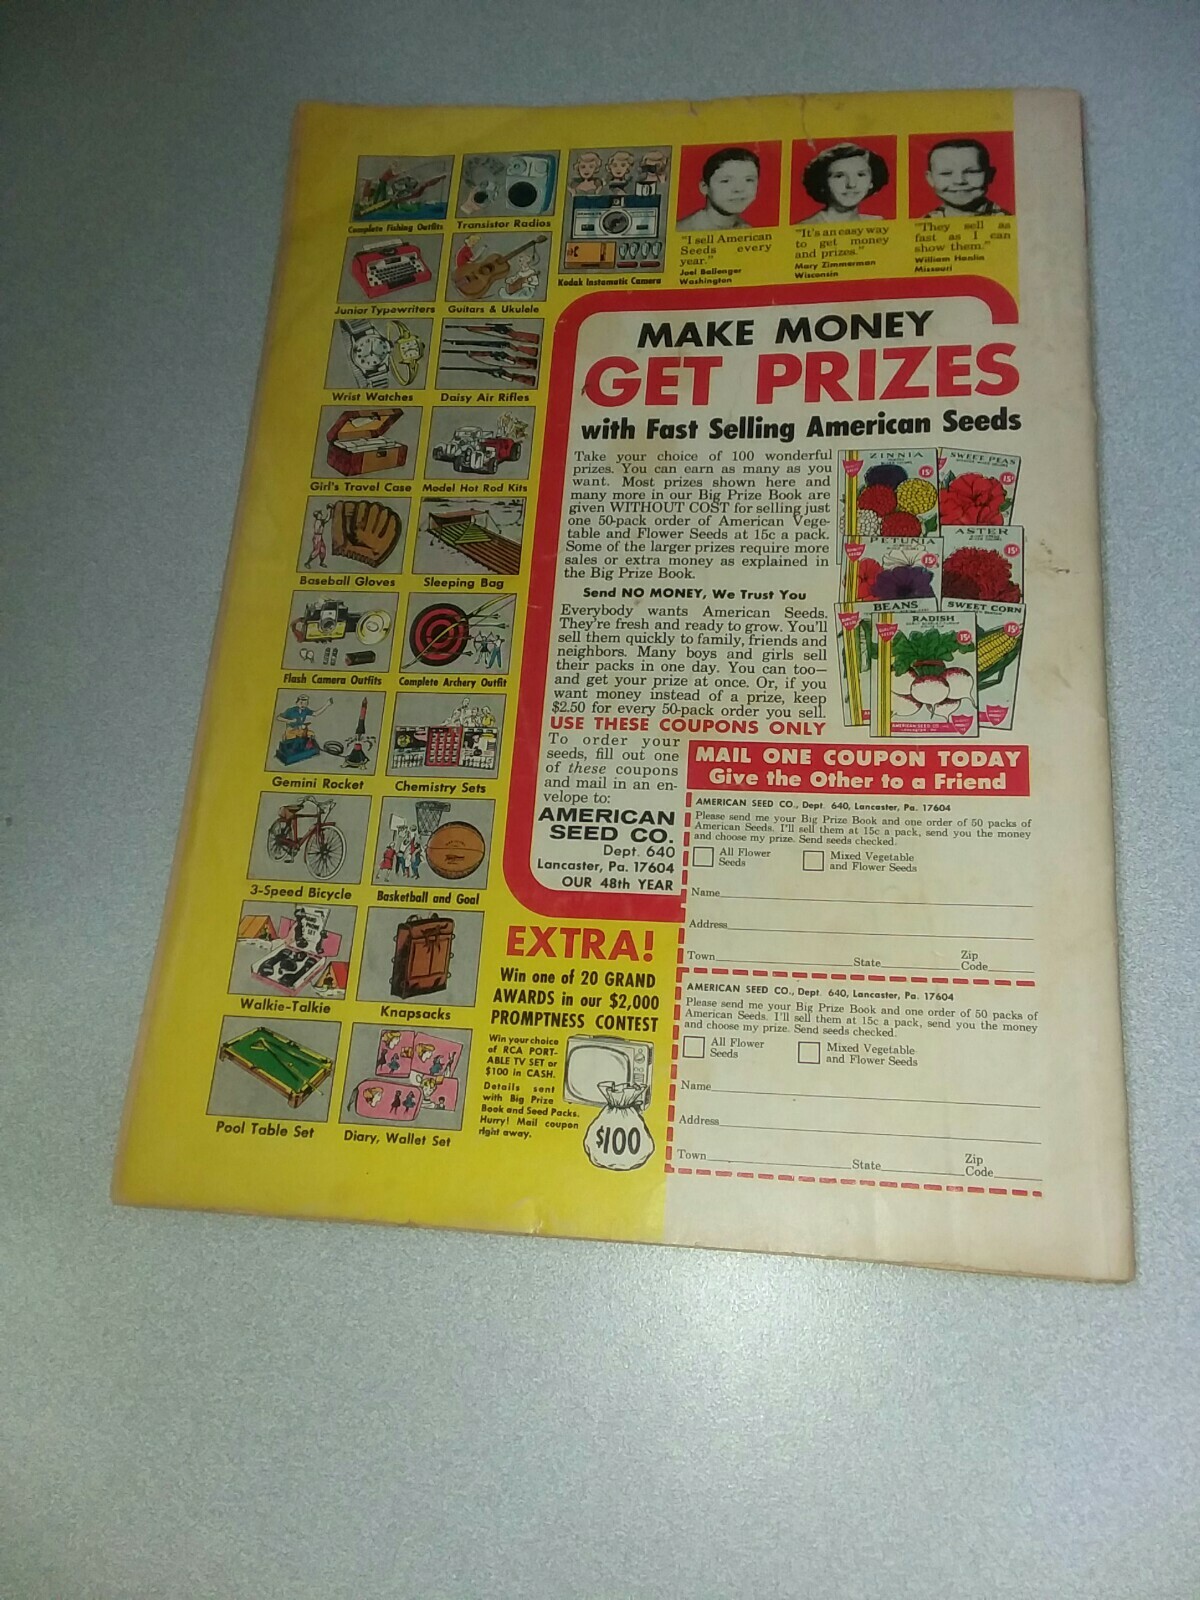 Complete Fishing Outfits
Transistor Radios
Kodak Instamatic Camera
Junior Typewriters
Guitars & Ukulele
Wrist Watches
Daisy Air Rifles
Girl's Travel Case
Model Hot Rod Kits
Baseball Gloves
Sleeping Bag
Flash Camera Outfits
Complete Archery Outfit
Gemini Rocket
Chemistry Sets
3-Speed Bicycle
Basketball and Goal
Walkie-Talkie
Knapsacks
Pool Table Set
Diary, Wallet Set
"I sell American
Seeds every
year."
Joel Ballenger
Washington
"It's an easy way
to get money
and prizes."
Mary Zimmerman
Wisconsin
"They sell as
fast as I can
show them."
William Hanlin
Missouri
MAKE MONEY
GET PRIZES
with Fast Selling American Seeds
Take your choice of 100 wonderful
prizes. You can earn as many as you
want. Most prizes shown here and
many more in our Big Prize Book are
given WITHOUT COST for selling just
one 50-pack order of American Vege-
table and Flower Seeds at 15c a pack.
Some of the larger prizes require more
sales or extra money as explained in
the Big Prize Book.
Send NO MONEY, We Trust You
Everybody wants American Seeds.
They're fresh and ready to grow. You'll
sell them quickly to family, friends and
neighbors. Many boys and girls sell
their packs in one day. You can too—
and get your prize at once. Or, if you
want money instead of a prize, keep
$2.50 for every 50-pack order you sell.
USE THESE COUPONS ONLY
To order your
seeds, fill out one
of these coupons
and mail in an en-
velope to:
AMERICAN
SEED CO.
Dept. 640
Lancaster, Pa. 17604
OUR 48th YEAR
ZINNIA
15¢
SWEET PEAS
15¢
PETUNIA
15¢
ASTER
15¢
BEANS
SWEET CORN
15¢
RADISH
15¢
MAIL ONE COUPON TODAY
Give the Other to a Friend
AMERICAN SEED CO., Dept. 640, Lancaster, Pa. 17604
Please send me your Big Prize Book and one order of 50 packs of
American Seeds. I'll sell them at 15c a pack, send you the money
and choose my prize. Send seeds checked.
All Flower
Seeds
Mixed Vegetable
and Flower Seeds
Name
Address
Town State Zip
Code
AMERICAN SEED CO., Dept. 640, Lancaster, Pa. 17604
Please send me your Big Prize Book and one order of 50 packs of
American Seeds. I'll sell them at 15c a pack, send you the money
and choose my prize. Send seeds checked.
All Flower
Seeds
Mixed Vegetable
and Flower Seeds
Name
Address
Town State Zip
Code
EXTRA!
Win one of 20 GRAND
AWARDS in our $2,000
PROMPTNESS CONTEST
Win your choice
of RCA PORT-
ABLE TV SET or
$100 in CASH.
Details sent
with Big Prize
Book and Seed Packs.
Hurry! Mail coupon
right away.
$100